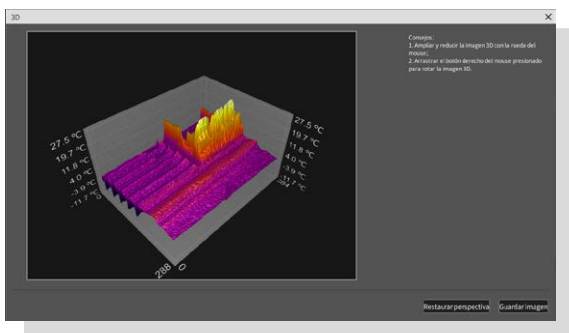 3D
Consejos:
1. Ampliar y reducir la imagen 3D con la rueda del
mouse;
2. Arrastrar el botón derecho del mouse presionado
para rotar la imagen 3D.
27.5 ℃
19.7 ℃
11.8 ℃
4.0 ℃
-3.9 ℃
-11.7 ℃
0
27.5 ℃
19.7 ℃
11.8 ℃
4.0 ℃
-3.9 ℃
-11.7 ℃
384
288
0
Restaurar perspectiva
Guardar imagen